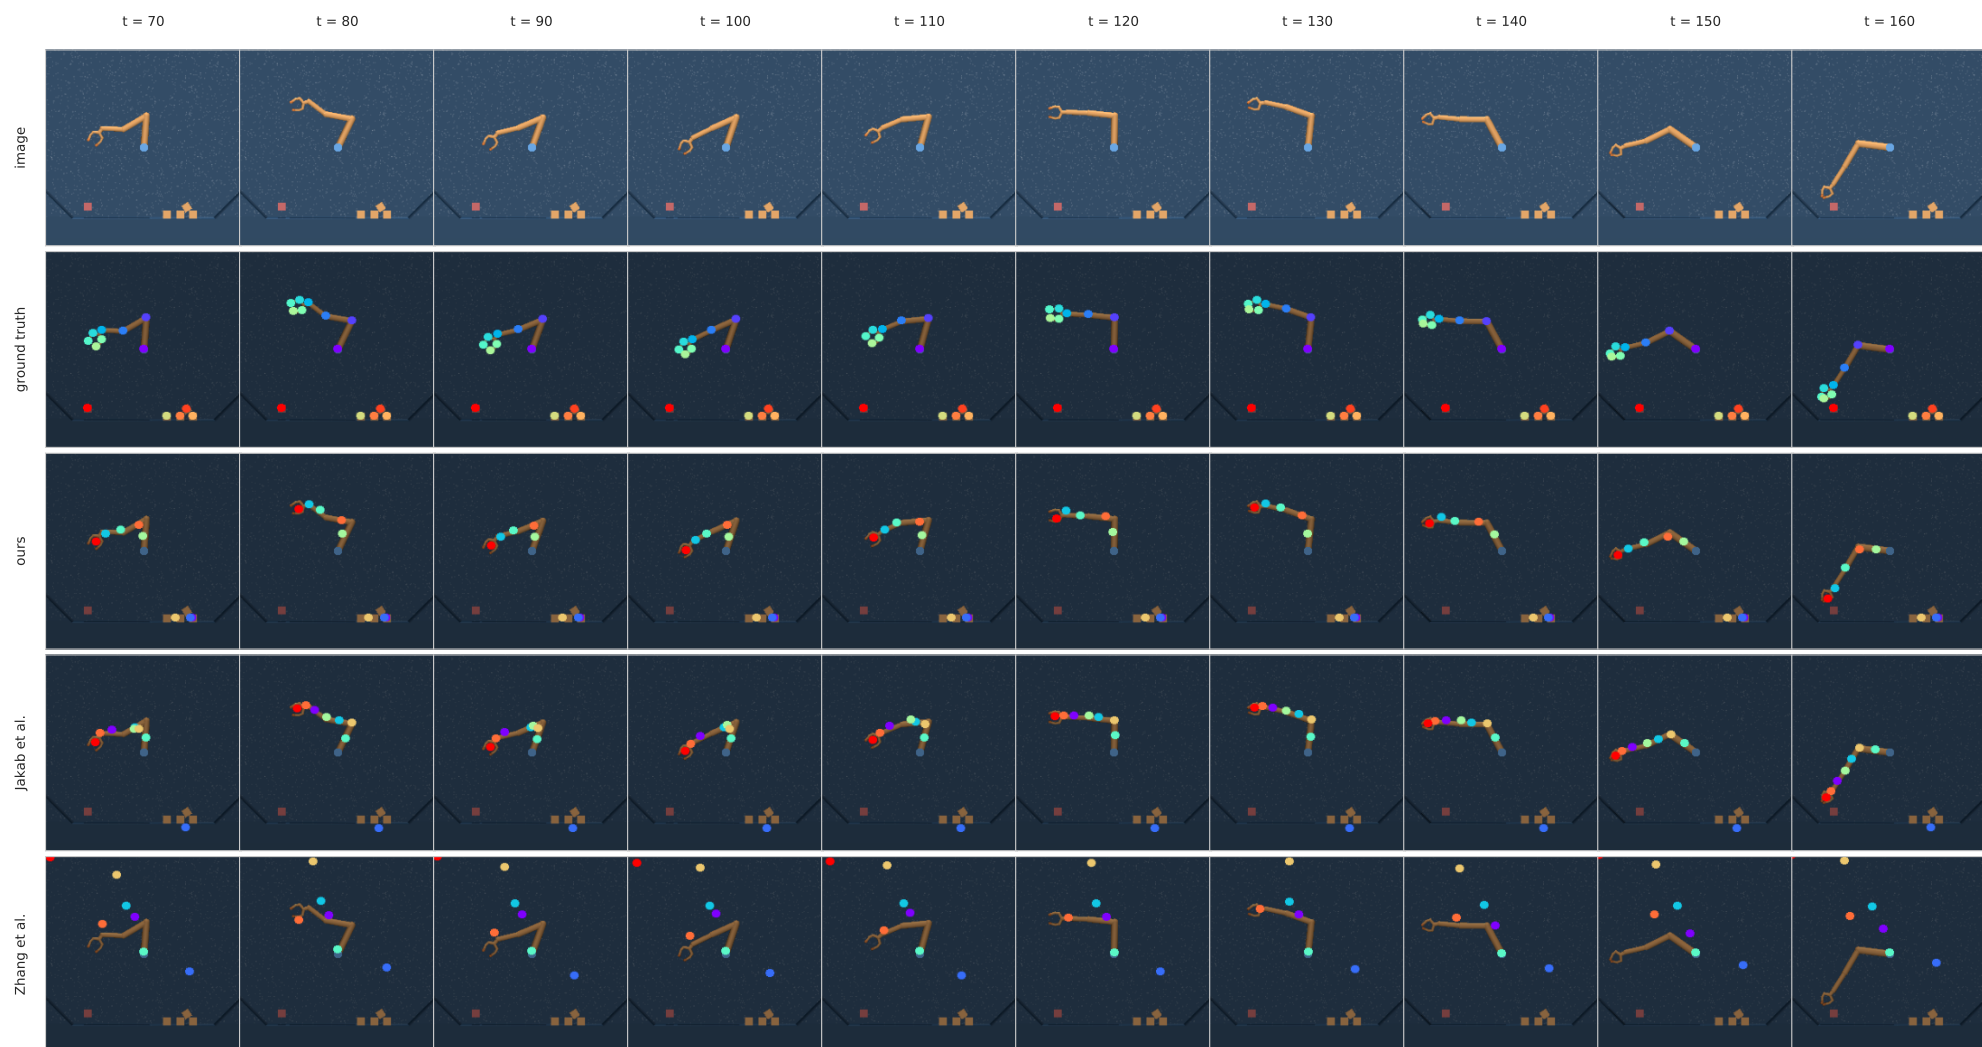 t = 70 t = 80 t = 90 t = 100 t = 110 t = 120 t = 130 t = 140 t = 150 t = 160
image
ground truth
ours
Jakab et al.
Zhang et al.